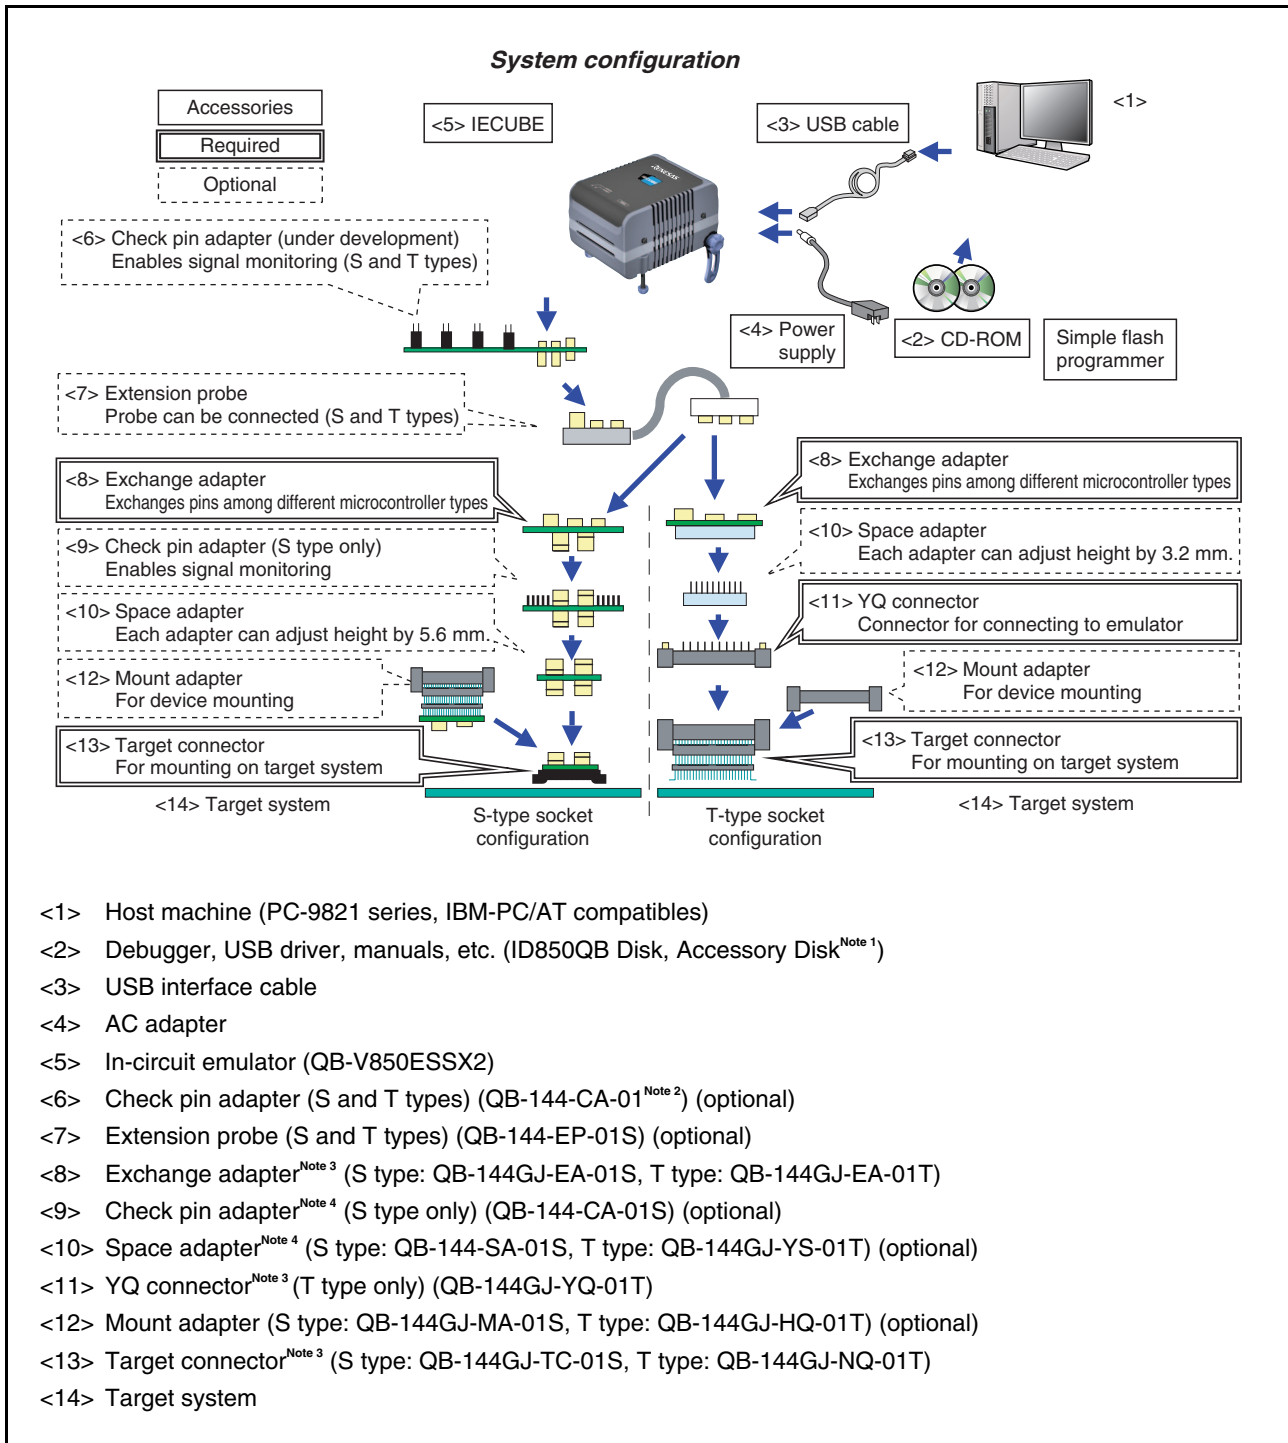 System configuration
Accessories
Required
Optional
<5> IECUBE
<3> USB cable
<1>
RENESAS
<6> Check pin adapter (under development)
Enables signal monitoring (S and T types)
<4> Power
supply
<2> CD-ROM
Simple flash
programmer
<7> Extension probe
Probe can be connected (S and T types)
<8> Exchange adapter
Exchanges pins among different microcontroller types
<8> Exchange adapter
Exchanges pins among different microcontroller types
<9> Check pin adapter (S type only)
Enables signal monitoring
<10> Space adapter
Each adapter can adjust height by 3.2 mm.
<10> Space adapter
Each adapter can adjust height by 5.6 mm.
<11> YQ connector
Connector for connecting to emulator
<12> Mount adapter
For device mounting
<12> Mount adapter
For device mounting
<13> Target connector
For mounting on target system
<13> Target connector
For mounting on target system
<14> Target system
S-type socket
configuration
T-type socket
configuration
<14> Target system
<1> Host machine (PC-9821 series, IBM-PC/AT compatibles)
<2> Debugger, USB driver, manuals, etc. (ID850QB Disk, Accessory Disk Note 1)
<3> USB interface cable
<4> AC adapter
<5> In-circuit emulator (QB-V850ESSX2)
<6> Check pin adapter (S and T types) (QB-144-CA-01 Note 2) (optional)
<7> Extension probe (S and T types) (QB-144-EP-01S) (optional)
<8> Exchange adapter Note 3 (S type: QB-144GJ-EA-01S, T type: QB-144GJ-EA-01T)
<9> Check pin adapter Note 4 (S type only) (QB-144-CA-01S) (optional)
<10> Space adapter Note 4 (S type: QB-144-SA-01S, T type: QB-144GJ-YS-01T) (optional)
<11> YQ connector Note 3 (T type only) (QB-144GJ-YQ-01T)
<12> Mount adapter (S type: QB-144GJ-MA-01S, T type: QB-144GJ-HQ-01T) (optional)
<13> Target connector Note 3 (S type: QB-144GJ-TC-01S, T type: QB-144GJ-NQ-01T)
<14> Target system